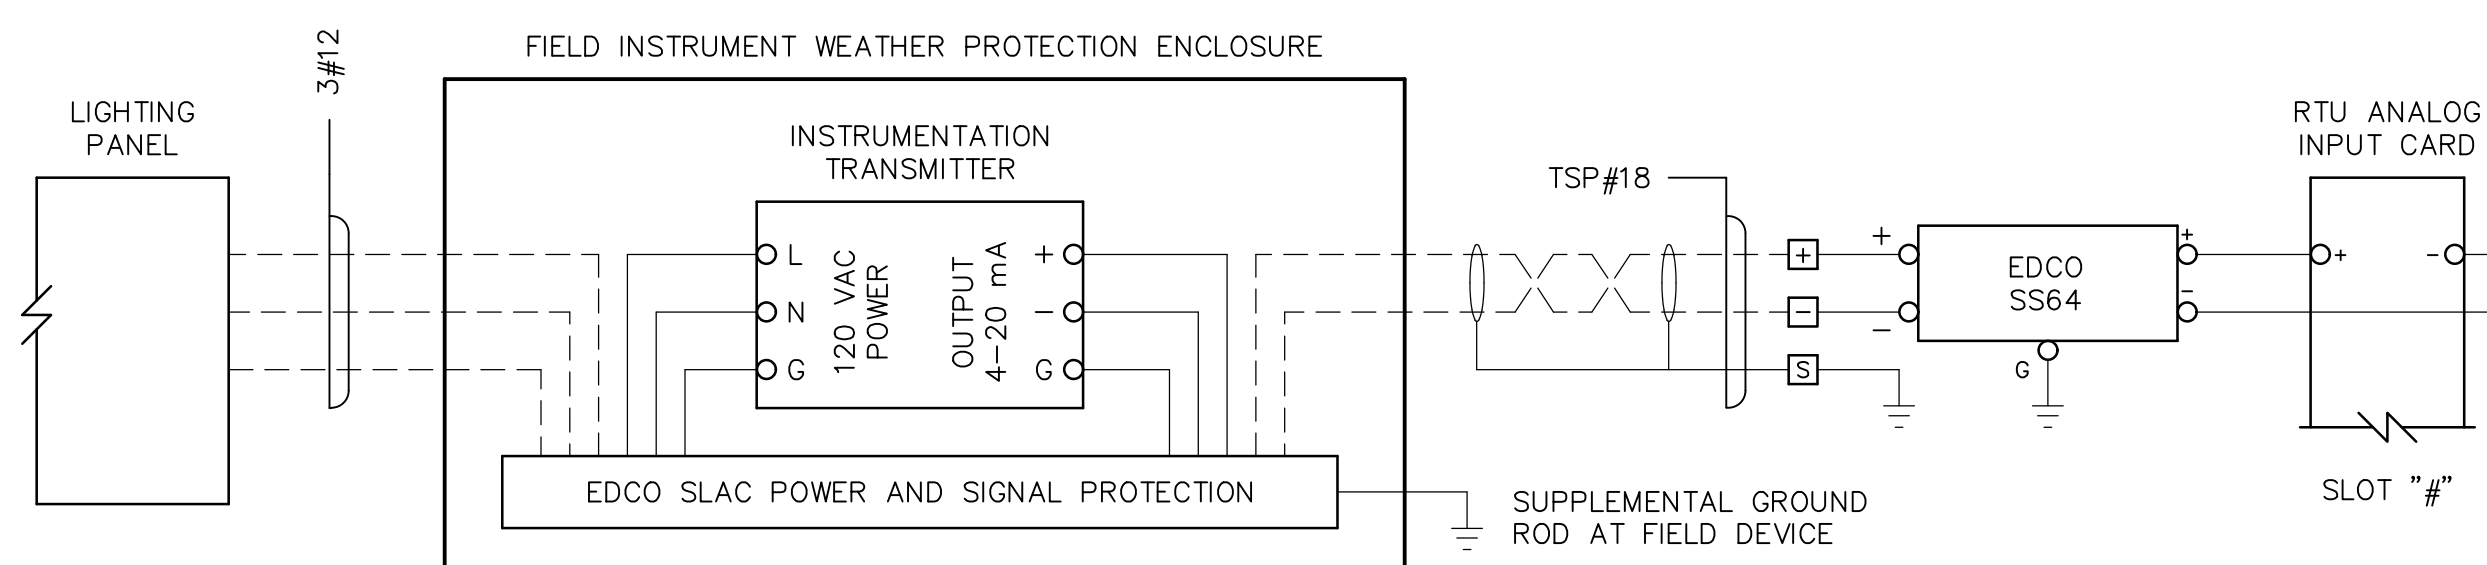 3#12
FIELD INSTRUMENT WEATHER PROTECTION ENCLOSURE
LIGHTING
PANEL
INSTRUMENTATION
TRANSMITTER
L
N
G
120 VAC
POWER
OUTPUT
4-20 mA
+
-
G
EDCO SLAC POWER AND SIGNAL PROTECTION
SUPPLEMENTAL GROUND
ROD AT FIELD DEVICE
TSP#18
+
-
S
+
-
EDCO
SS64
+
-
G
RTU ANALOG
INPUT CARD
+
-
SLOT "#"